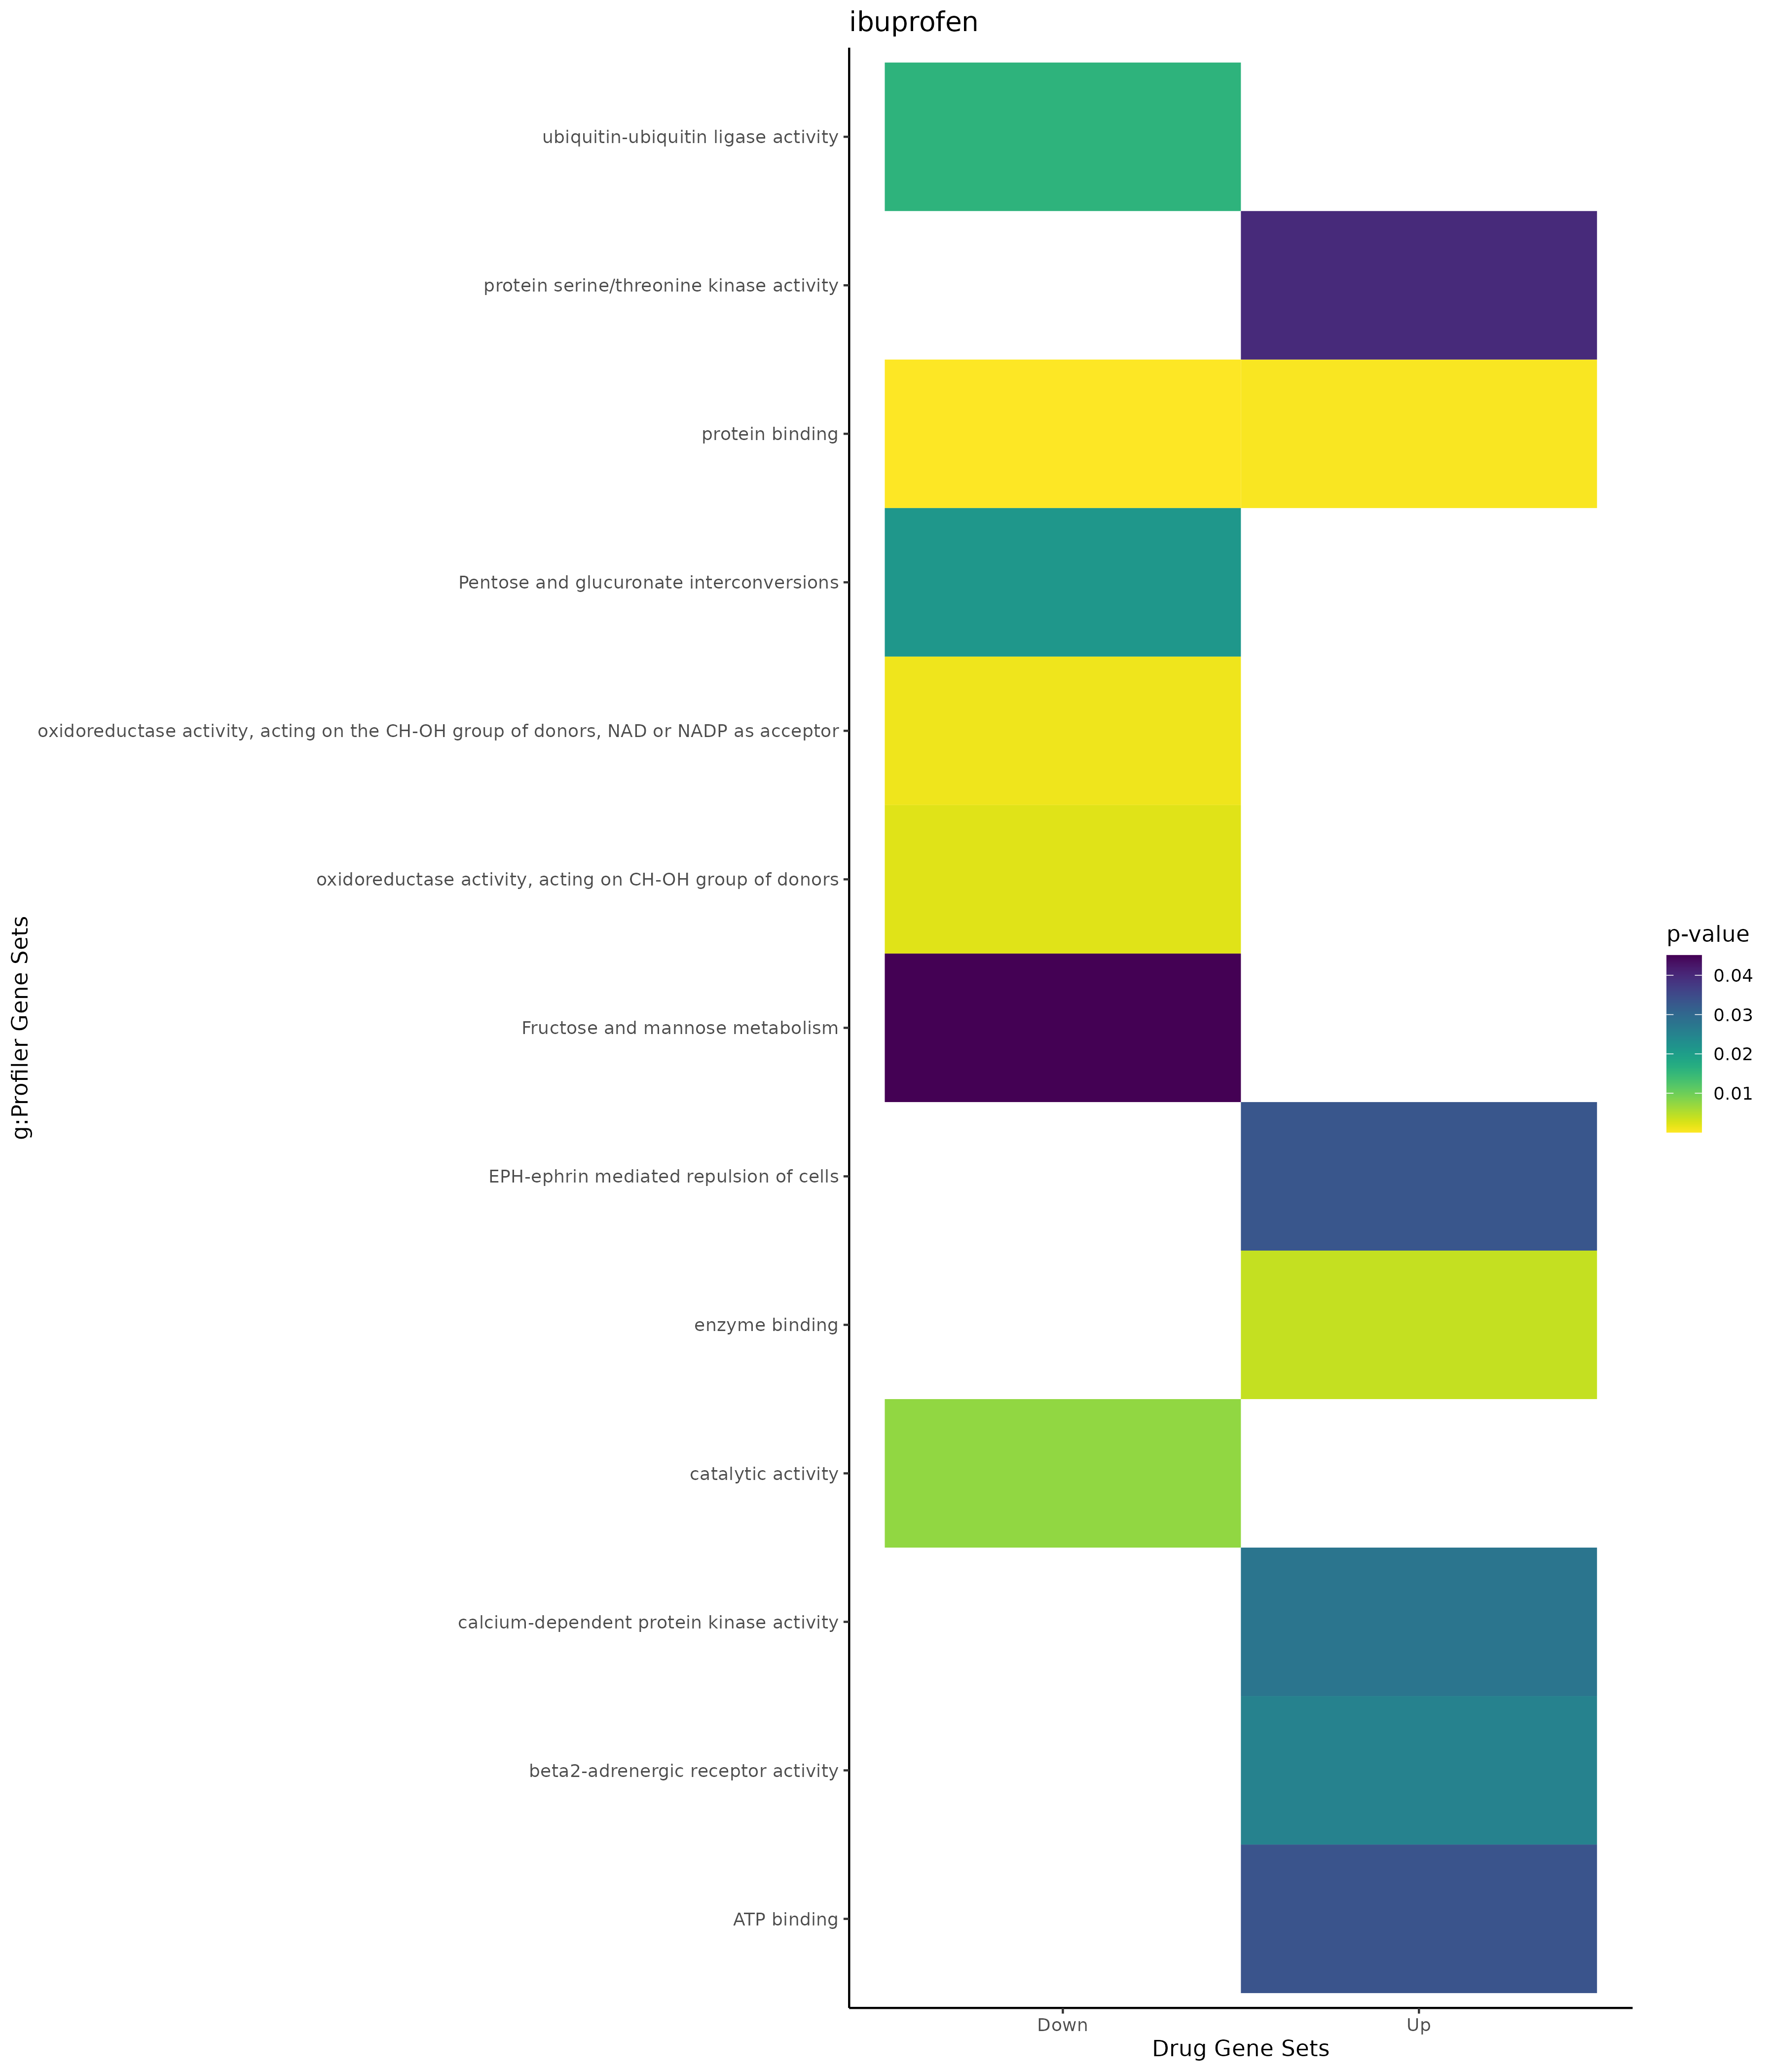 ibuprofen
ubiquitin-ubiquitin ligase activity
protein serine/threonine kinase activity
protein binding
Pentose and glucuronate interconversions
oxidoreductase activity, acting on the CH-OH group of donors, NAD or NADP as acceptor
oxidoreductase activity, acting on CH-OH group of donors
Fructose and mannose metabolism
EPH-ephrin mediated repulsion of cells
enzyme binding
catalytic activity
calcium-dependent protein kinase activity
beta2-adrenergic receptor activity
ATP binding
g:Profiler Gene Sets
Down
Up
Drug Gene Sets
p-value
0.04
0.03
0.02
0.01